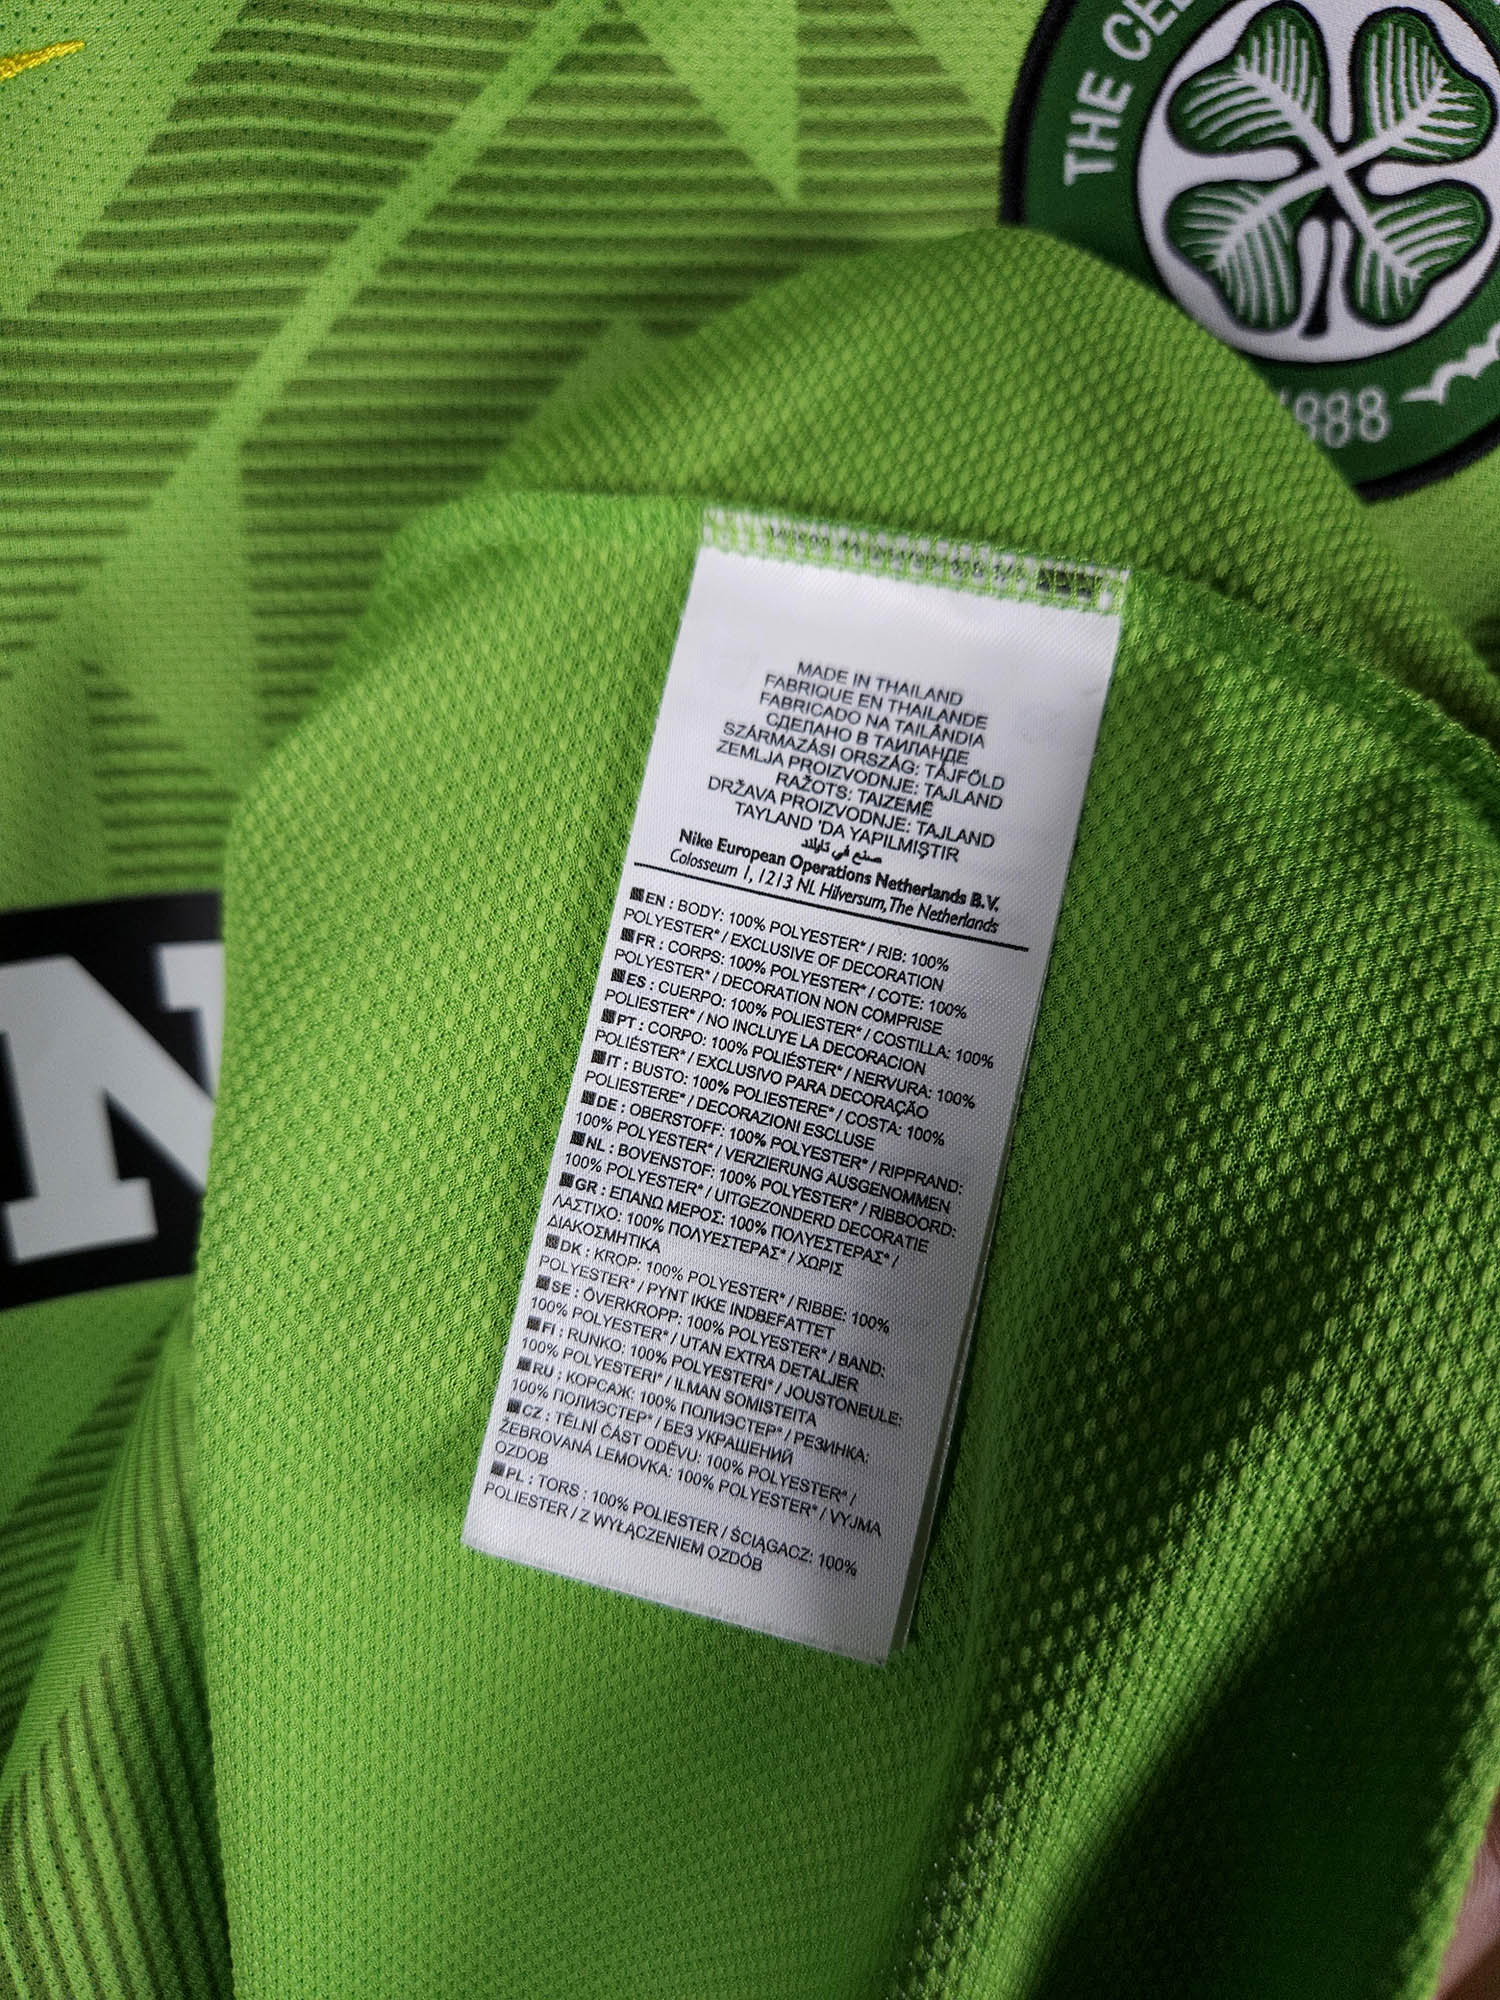 THE CEL
1888
N
MADE IN THAILAND
FABRIQUE EN THAILANDE
FABRICADO NA TAILÂNDIA
СДЕЛАНО В ТАИЛАНДЕ
SZÁRMAZÁSI ORSZÁG: TÁJFÖLD
ZEMLJA PROIZVODNJE: TAJLAND
RAŽOTS: TAIZEMĒ
DRŽAVA PROIZVODNJE: TAJLAND
TAYLAND 'DA YAPILMIŞTIR
صنع في تايلاند
Nike European Operations Netherlands B.V.
Colosseum 1, 1213 NL Hilversum, The Netherlands
EN : BODY: 100% POLYESTER* / RIB: 100%
POLYESTER* / EXCLUSIVE OF DECORATION
FR : CORPS: 100% POLYESTER* / COTE: 100%
POLYESTER* / DECORATION NON COMPRISE
ES : CUERPO: 100% POLIESTER* / COSTILLA: 100%
POLIESTER* / NO INCLUYE LA DECORACION
PT : CORPO: 100% POLIÉSTER* / NERVURA: 100%
POLIÉSTER* / EXCLUSIVO PARA DECORAÇÃO
IT : BUSTO: 100% POLIESTERE* / COSTA: 100%
POLIESTERE* / DECORAZIONI ESCLUSE
DE : OBERSTOFF: 100% POLYESTER* / RIPPRAND:
100% POLYESTER* / VERZIERUNG AUSGENOMMEN
NL : BOVENSTOF: 100% POLYESTER* / RIBBOORD:
100% POLYESTER* / UITGEZONDERD DECORATIE
GR : ΕΠΑΝΩ ΜΕΡΟΣ: 100% ΠΟΛΥΕΣΤΕΡΑΣ* /
ΛΑΣΤΙΧΟ: 100% ΠΟΛΥΕΣΤΕΡΑΣ* / ΧΩΡΙΣ
ΔΙΑΚΟΣΜΗΤΙΚΑ
DK : KROP: 100% POLYESTER* / RIBBE: 100%
POLYESTER* / PYNT IKKE INDBEFATTET
SE : ÖVERKROPP: 100% POLYESTER* / BAND:
100% POLYESTER* / UTAN EXTRA DETALJER
FI : RUNKO: 100% POLYESTERI* / JOUSTONEULE:
100% POLYESTERI* / ILMAN SOMISTEITA
RU : КОРСАЖ: 100% ПОЛИЭСТЕР* / РЕЗИНКА:
100% ПОЛИЭСТЕР* / БЕЗ УКРАШЕНИЙ
CZ : TĚLNÍ ČÁST ODĚVU: 100% POLYESTER* /
ŽEBROVANÁ LEMOVKA: 100% POLYESTER* / VYJMA
OZDOB
PL : TORS : 100% POLIESTER / ŚCIĄGACZ: 100%
POLIESTER / Z WYŁĄCZENIEM OZDÓB